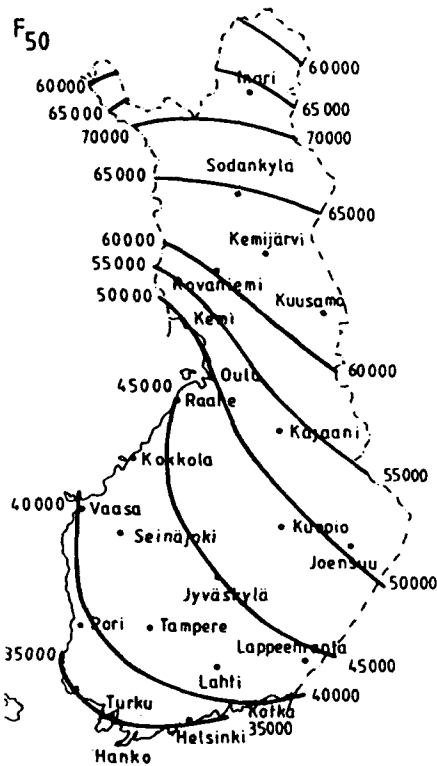 F50
60000
Inari
60000
65000
65000
70000
70000
Sodankylä
65000
65000
Kemijärvi
60000
55000
Rovaniemi
50000
Kuusamo
Kemi
60000
Oulu
45000
Raahe
Kajaani
Kokkola
55000
40000
Vaasa
Kuopio
Seinäjoki
Joensuu
50000
Jyväskylä
Pori
Tampere
Lappeenranta
35000
45000
Lahti
40000
Turku
Kotka
35000
Helsinki
Hanko